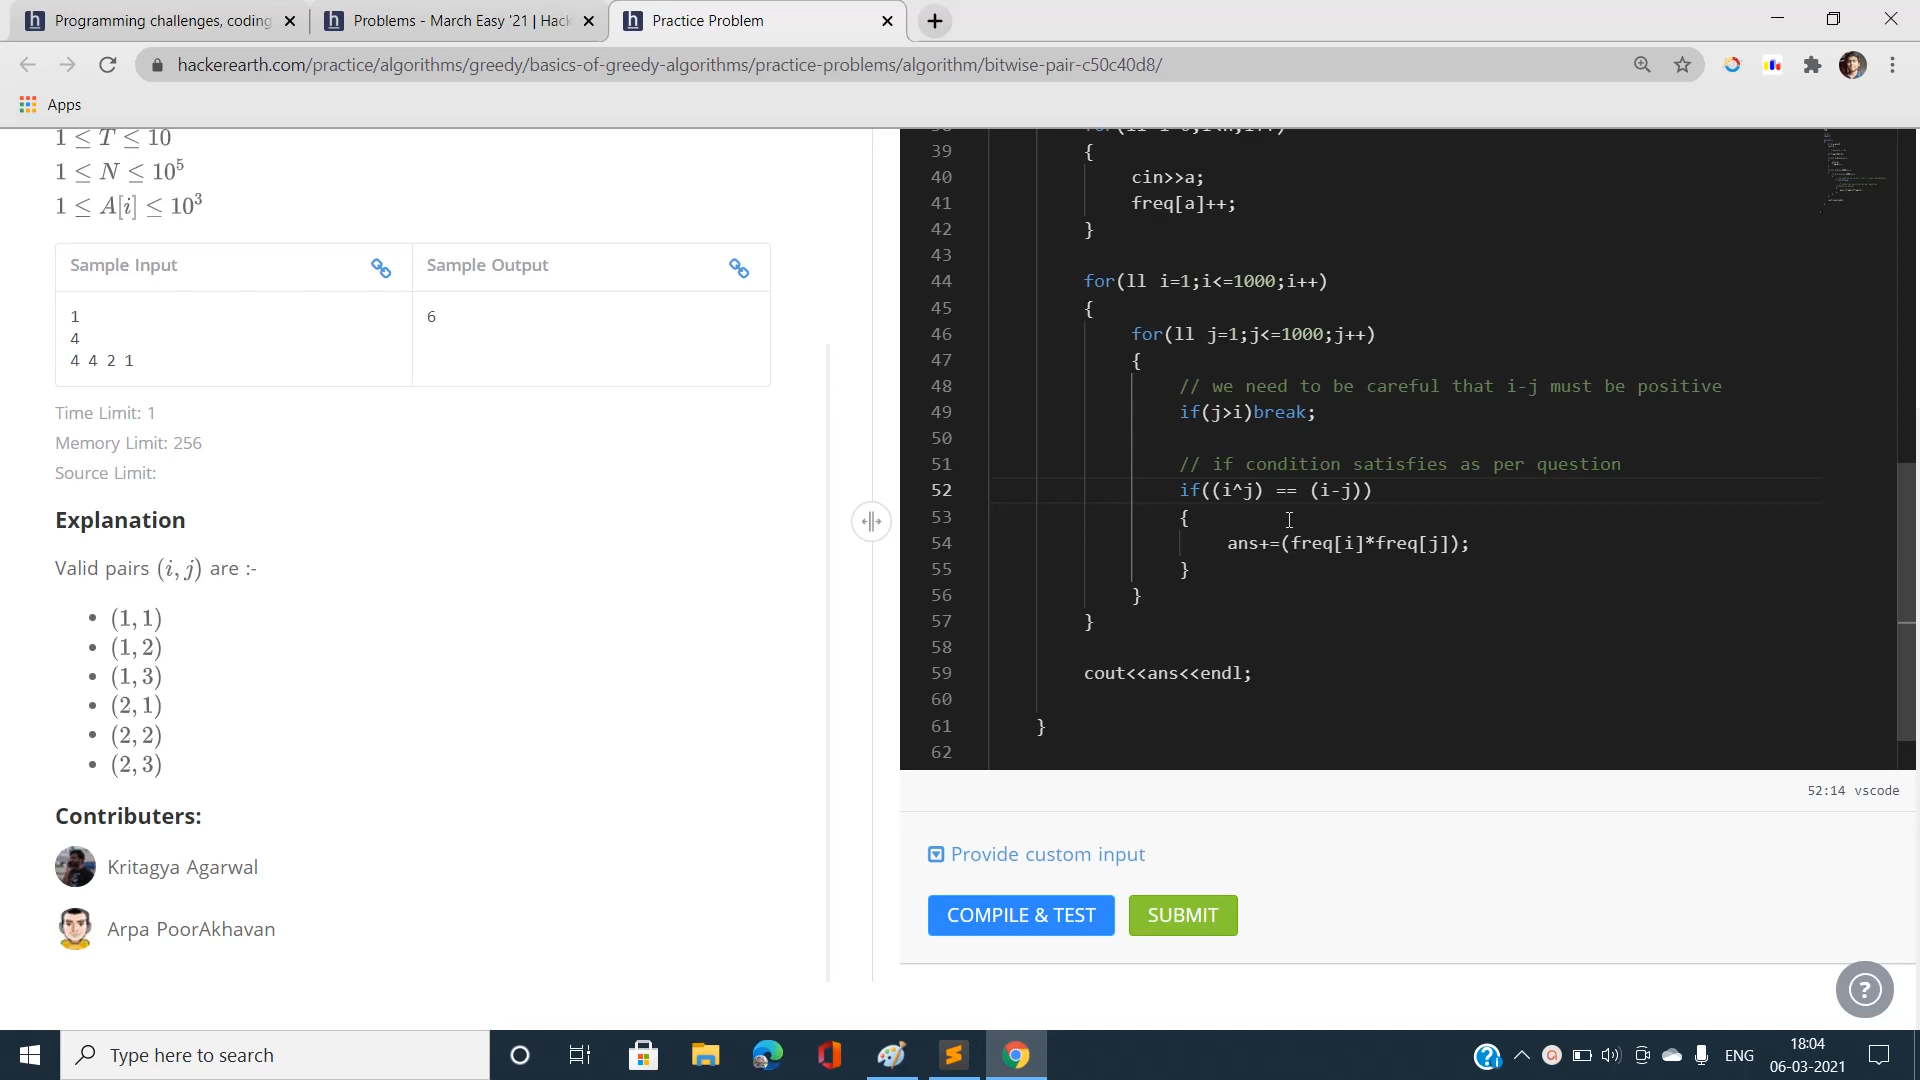 Programming challenges, coding
Problems - March Easy '21 | Hack
Practice Problem
hackerearth.com/practice/algorithms/greedy/basics-of-greedy-algorithms/practice-problems/algorithm/bitwise-pair-c50c40d8/
Apps
1 ≤ T ≤ 10
1 ≤ N ≤ 10⁵
1 ≤ A[i] ≤ 10³
Sample Input
Sample Output
1
4
4 4 2 1
6
Time Limit: 1
Memory Limit: 256
Source Limit:
Explanation
Valid pairs (i, j) are :-
• (1, 1)
• (1, 2)
• (1, 3)
• (2, 1)
• (2, 2)
• (2, 3)
Contributers:
Kritagya Agarwal
Arpa PoorAkhavan
39 {
40 cin>>a;
41 freq[a]++;
42 }
43
44 for(ll i=1;i<=1000;i++)
45 {
46 for(ll j=1;j<=1000;j++)
47 {
48 // we need to be careful that i-j must be positive
49 if(j>i)break;
50
51 // if condition satisfies as per question
52 if((i^j) == (i-j))
53 {
54 ans+=(freq[i]*freq[j]);
55 }
56 }
57 }
58
59 cout<<ans<<endl;
60
61 }
62
52:14 vscode
Provide custom input
COMPILE & TEST
SUBMIT
?
Type here to search
ENG
18:04
06-03-2021